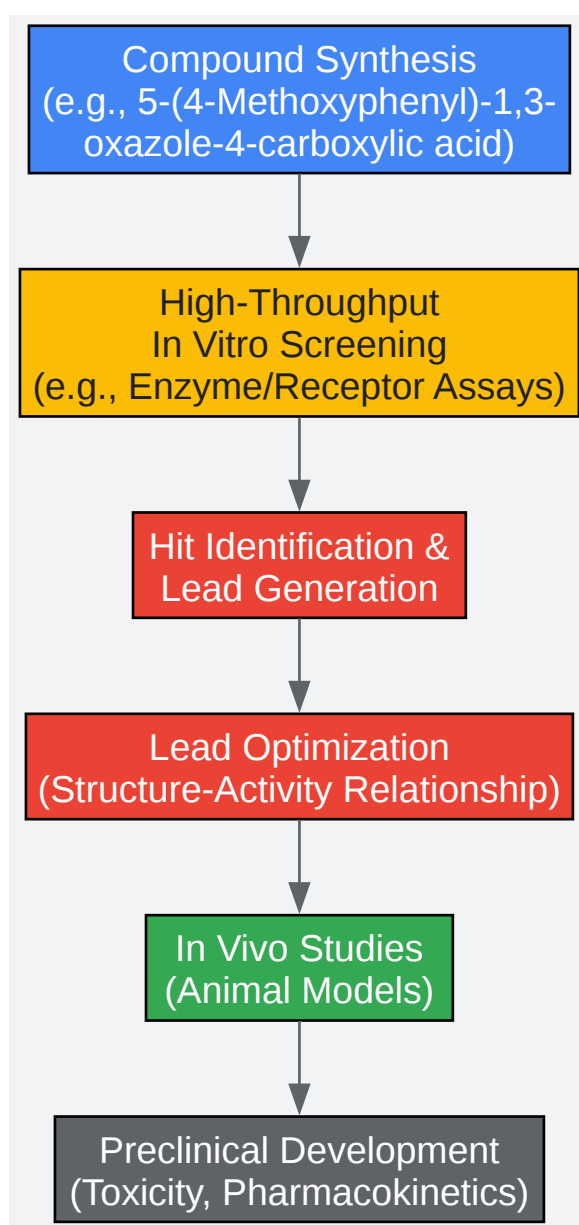 Compound Synthesis
(e.g., 5-(4-Methoxyphenyl)-1,3-
oxazole-4-carboxylic acid)
High-Throughput
In Vitro Screening
(e.g., Enzyme/Receptor Assays)
Hit Identification &
Lead Generation
Lead Optimization
(Structure-Activity Relationship)
In Vivo Studies
(Animal Models)
Preclinical Development
(Toxicity, Pharmacokinetics)